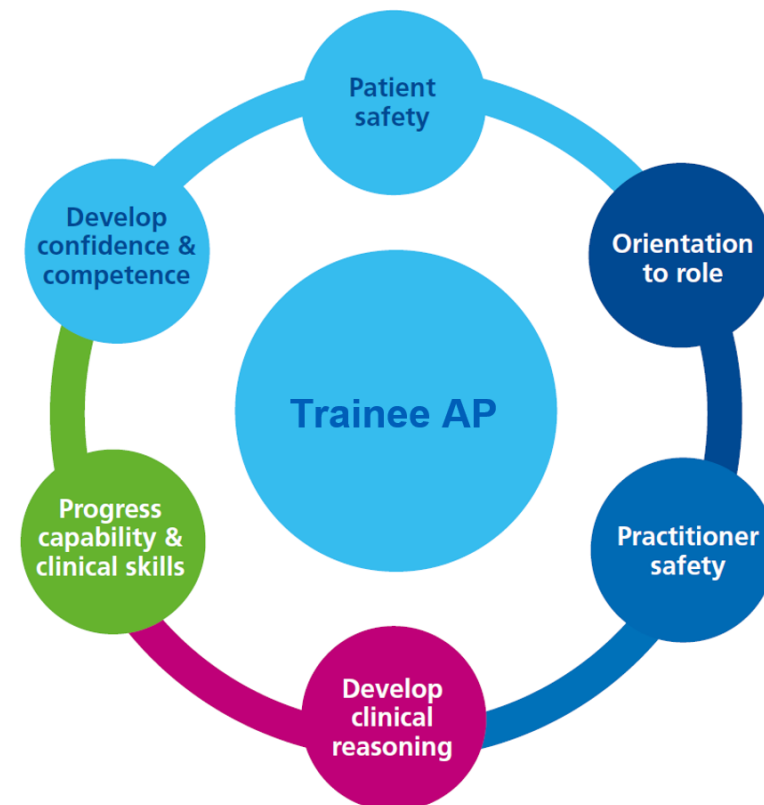 Patient
safety
Orientation
to role
Practitioner
safety
Develop
clinical
reasoning
Progress
capability &
clinical skills
Develop
confidence &
competence
Trainee AP